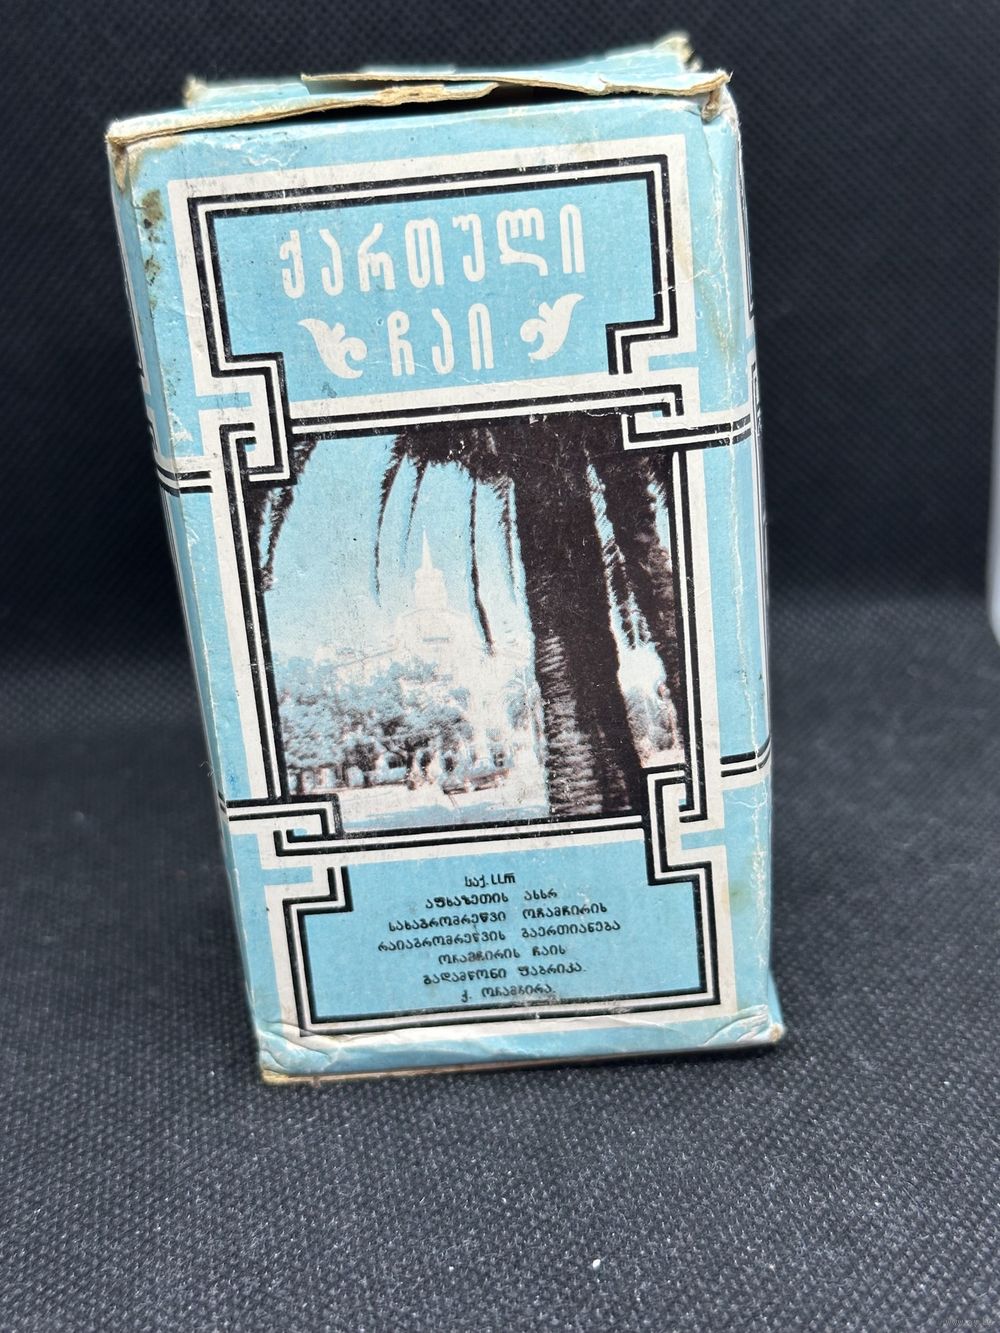 ქართული
ჩაი
საქ. სსრ
აფხაზეთის ასსრ
სახაგრომრეწვი ოჩამჩირის
რაიაგრომრეწვის გაერთიანება
ოჩამჩირის ჩაის
გადამწონი ფაბრიკა.
ქ. ოჩამჩირა.